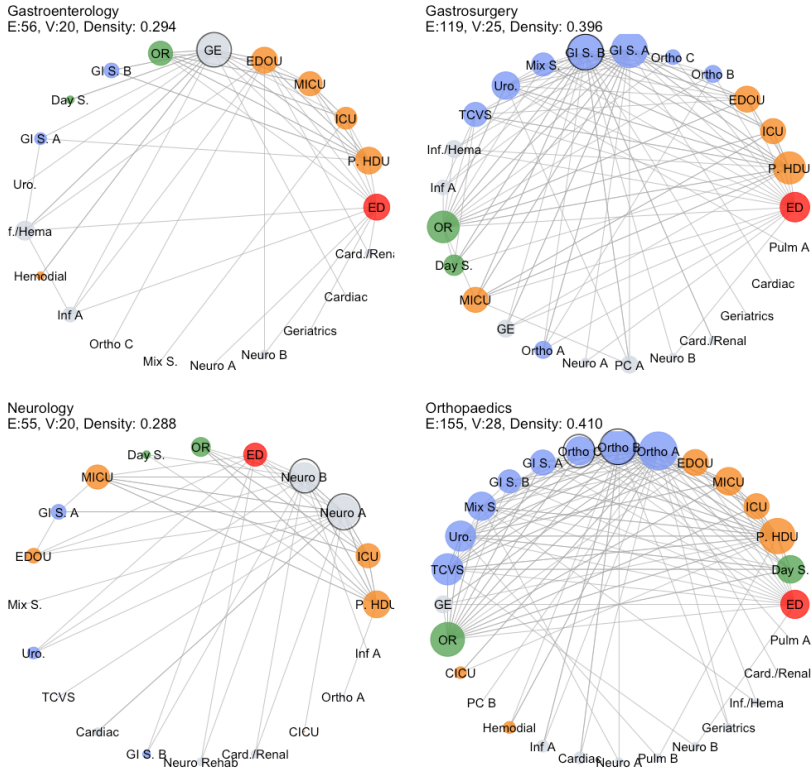 Gastroenterology
E:56, V:20, Density: 0.294
GE
OR
EDOU
GI S. B
MICU
Day S.
ICU
GI S. A
P. HDU
Uro.
ED
f./Hema
Card./Rena
Hemodial
Cardiac
Inf A
Geriatrics
Ortho C
Neuro B
Mix S.
Neuro A
Gastrosurgery
E:119, V:25, Density: 0.396
GI S. B
GI S. A
Ortho C
Mix S.
Ortho B
Uro.
EDOU
TCVS
ICU
Inf./Hema
P. HDU
Inf A
ED
OR
Pulm A
Day S.
Cardiac
MICU
Geriatrics
GE
Card./Renal
Ortho A
Neuro B
Neuro A
PC A
Neurology
E:55, V:20, Density: 0.288
OR
ED
Day S.
Neuro B
MICU
Neuro A
GI S. A
ICU
EDOU
P. HDU
Mix S.
Inf A
Uro.
Ortho A
TCVS
CICU
Cardiac
Card./Renal
GI S. B
Neuro Rehab
Orthopaedics
E:155, V:28, Density: 0.410
Ortho C
Ortho B
Ortho A
GI S. A
EDOU
GI S. B
MICU
Mix S.
ICU
Uro.
P. HDU
TCVS
Day S.
GE
ED
OR
Pulm A
CICU
Card./Renal
PC B
Inf./Hema
Hemodial
Geriatrics
Inf A
Neuro B
Cardiac
Pulm B
Neuro A